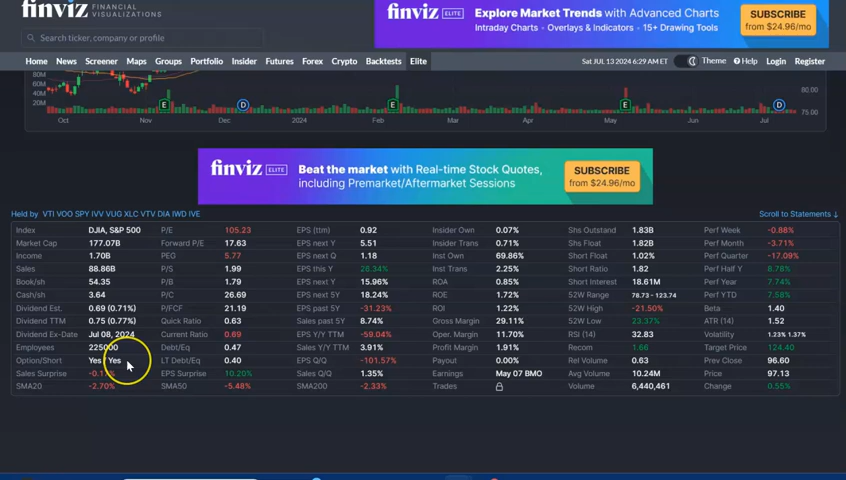 finviz FINANCIAL VISUALIZATIONS
Search ticker, company or profile
finviz ELITE Explore Market Trends with Advanced Charts
Intraday Charts • Overlays & Indicators • 15+ Drawing Tools
SUBSCRIBE from $24.96/mo
Home News Screener Maps Groups Portfolio Insider Futures Forex Crypto Backtests Elite Sat JUL 13 2024 6:29 AM ET Theme Help Login Register
80M
60M
40M 80.00
20M
E D E E D 75.00
Oct Nov Dec 2024 Feb Mar Apr May Jun Jul
finviz ELITE Beat the market with Real-time Stock Quotes,
including Premarket/Aftermarket Sessions
SUBSCRIBE from $24.96/mo
Held by VTI VOO SPY IVV VUG XLC VTV DIA IWD IVE Scroll to Statements ↓
Index DJIA, S&P 500 P/E 105.23 EPS (ttm) 0.92 Insider Own 0.07% Shs Outstand 1.83B Perf Week -0.88%
Market Cap 177.07B Forward P/E 17.63 EPS next Y 5.51 Insider Trans 0.71% Shs Float 1.82B Perf Month -3.71%
Income 1.70B PEG 5.77 EPS next Q 1.18 Inst Own 69.86% Short Float 1.02% Perf Quarter -17.09%
Sales 88.86B P/S 1.99 EPS this Y 26.34% Inst Trans 2.25% Short Ratio 1.82 Perf Half Y 8.78%
Book/sh 54.35 P/B 1.79 EPS next Y 15.96% ROA 0.85% Short Interest 18.61M Perf Year 7.74%
Cash/sh 3.64 P/C 26.69 EPS next 5Y 18.24% ROE 1.72% 52W Range 78.73 - 123.74 Perf YTD 7.58%
Dividend Est. 0.69 (0.71%) P/FCF 21.19 EPS past 5Y -31.23% ROI 1.22% 52W High -21.50% Beta 1.40
Dividend TTM 0.75 (0.77%) Quick Ratio 0.63 Sales past 5Y 8.74% Gross Margin 29.11% 52W Low 23.37% ATR (14) 1.52
Dividend Ex-Date Jul 08, 2024 Current Ratio 0.69 EPS Y/Y TTM -59.04% Oper. Margin 11.70% RSI (14) 32.83 Volatility 1.23% 1.37%
Employees 225000 Debt/Eq 0.47 Sales Y/Y TTM 3.91% Profit Margin 1.91% Recom 1.66 Target Price 124.40
Option/Short Yes / Yes LT Debt/Eq 0.40 EPS Q/Q -101.57% Payout 0.00% Rel Volume 0.63 Prev Close 96.60
Sales Surprise EPS Surprise 10.20% Sales Q/Q 1.35% Earnings May 07 BMO Avg Volume 10.24M Price 97.13
SMA20 -2.70% SMA50 -5.48% SMA200 -2.33% Trades Volume 6,440,461 Change 0.55%